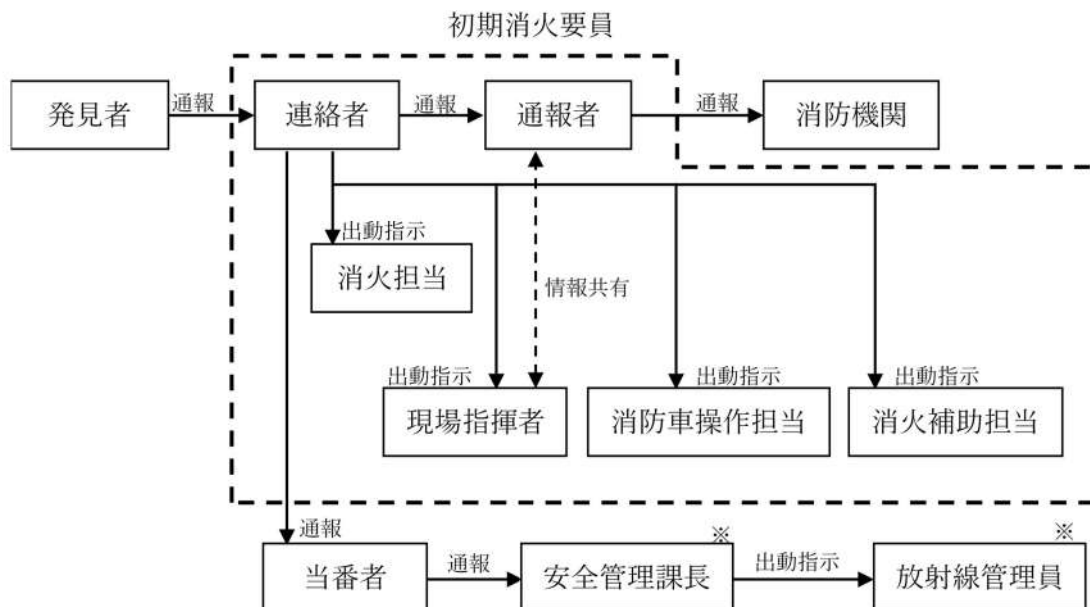 初期消火要員
発見者
通報
連絡者
通報
通報者
通報
消防機関
出動指示
消火担当
情報共有
出動指示
現場指揮者
出動指示
消防車操作担当
出動指示
消火補助担当
通報
当番者
通報
※
安全管理課長
出動指示
※
放射線管理員